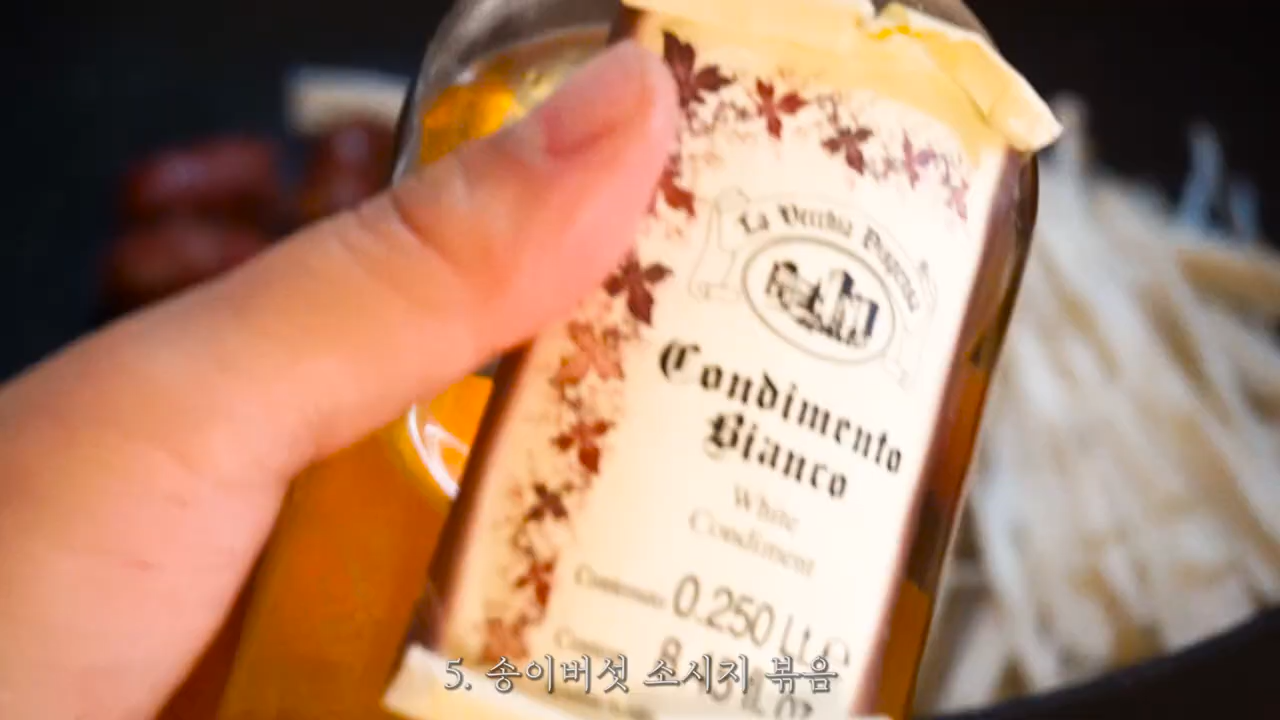 La Vecchia
Condimento
Bianco
White
Condiment
0.250 Lt. e
5. 송이버섯 소시지 볶음